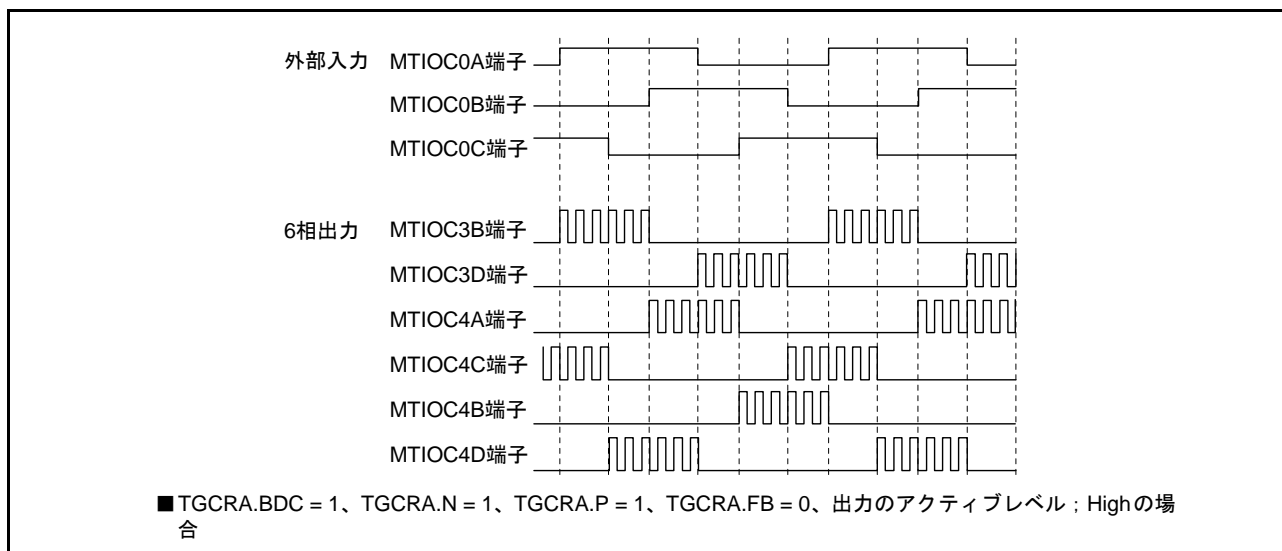 外部入力 MTIOC0A端子
MTIOC0B端子
MTIOC0C端子
6相出力 MTIOC3B端子
MTIOC3D端子
MTIOC4A端子
MTIOC4C端子
MTIOC4B端子
MTIOC4D端子
■TGCRA.BDC = 1、TGCRA.N = 1、TGCRA.P = 1、TGCRA.FB = 0、出力のアクティブレベル；Highの場
合